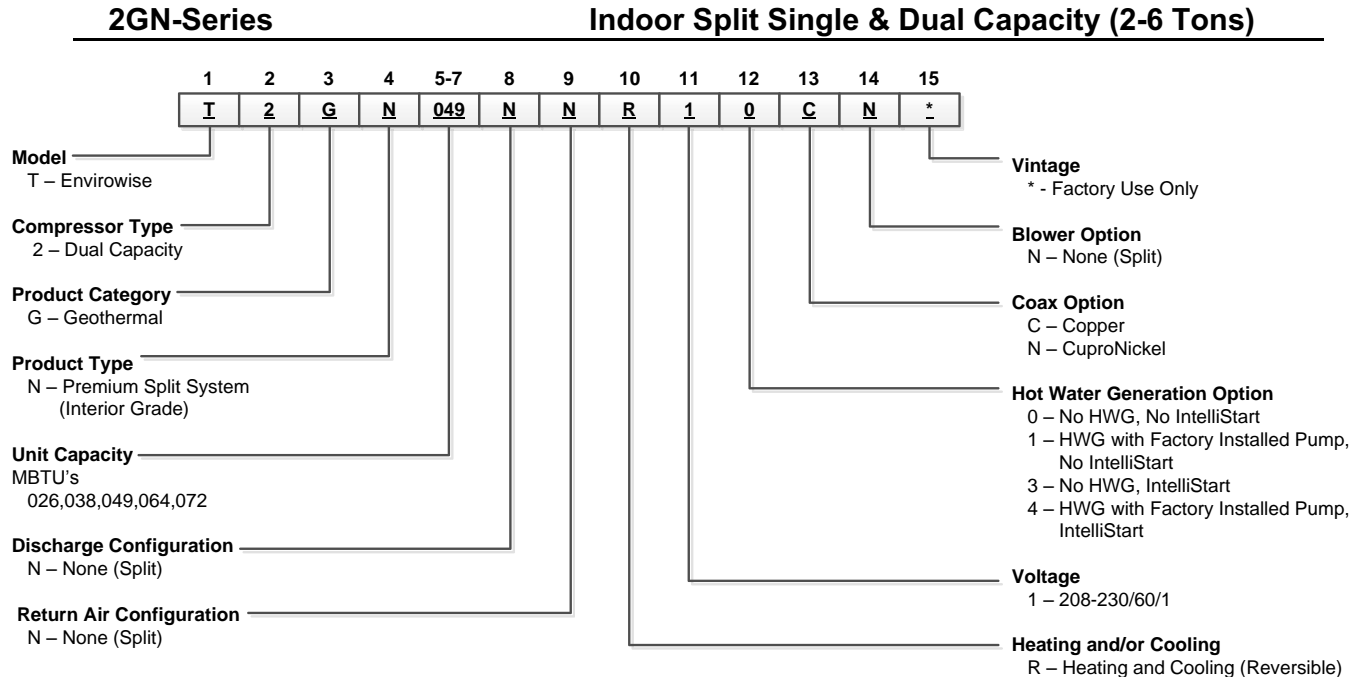 2GN-Series Indoor Split Single & Dual Capacity (2-6 Tons)
1 2 3 4 5-7 8 9 10 11 12 13 14 15
T 2 G N 049 N N R 1 0 C N *
Model
T – Envirowise
Compressor Type
2 – Dual Capacity
Product Category
G – Geothermal
Product Type
N – Premium Split System
(Interior Grade)
Unit Capacity
MBTU's
026,038,049,064,072
Discharge Configuration
N – None (Split)
Return Air Configuration
N – None (Split)
Vintage
* - Factory Use Only
Blower Option
N – None (Split)
Coax Option
C – Copper
N – CuproNickel
Hot Water Generation Option
0 – No HWG, No IntelliStart
1 – HWG with Factory Installed Pump,
No IntelliStart
3 – No HWG, IntelliStart
4 – HWG with Factory Installed Pump,
IntelliStart
Voltage
1 – 208-230/60/1
Heating and/or Cooling
R – Heating and Cooling (Reversible)